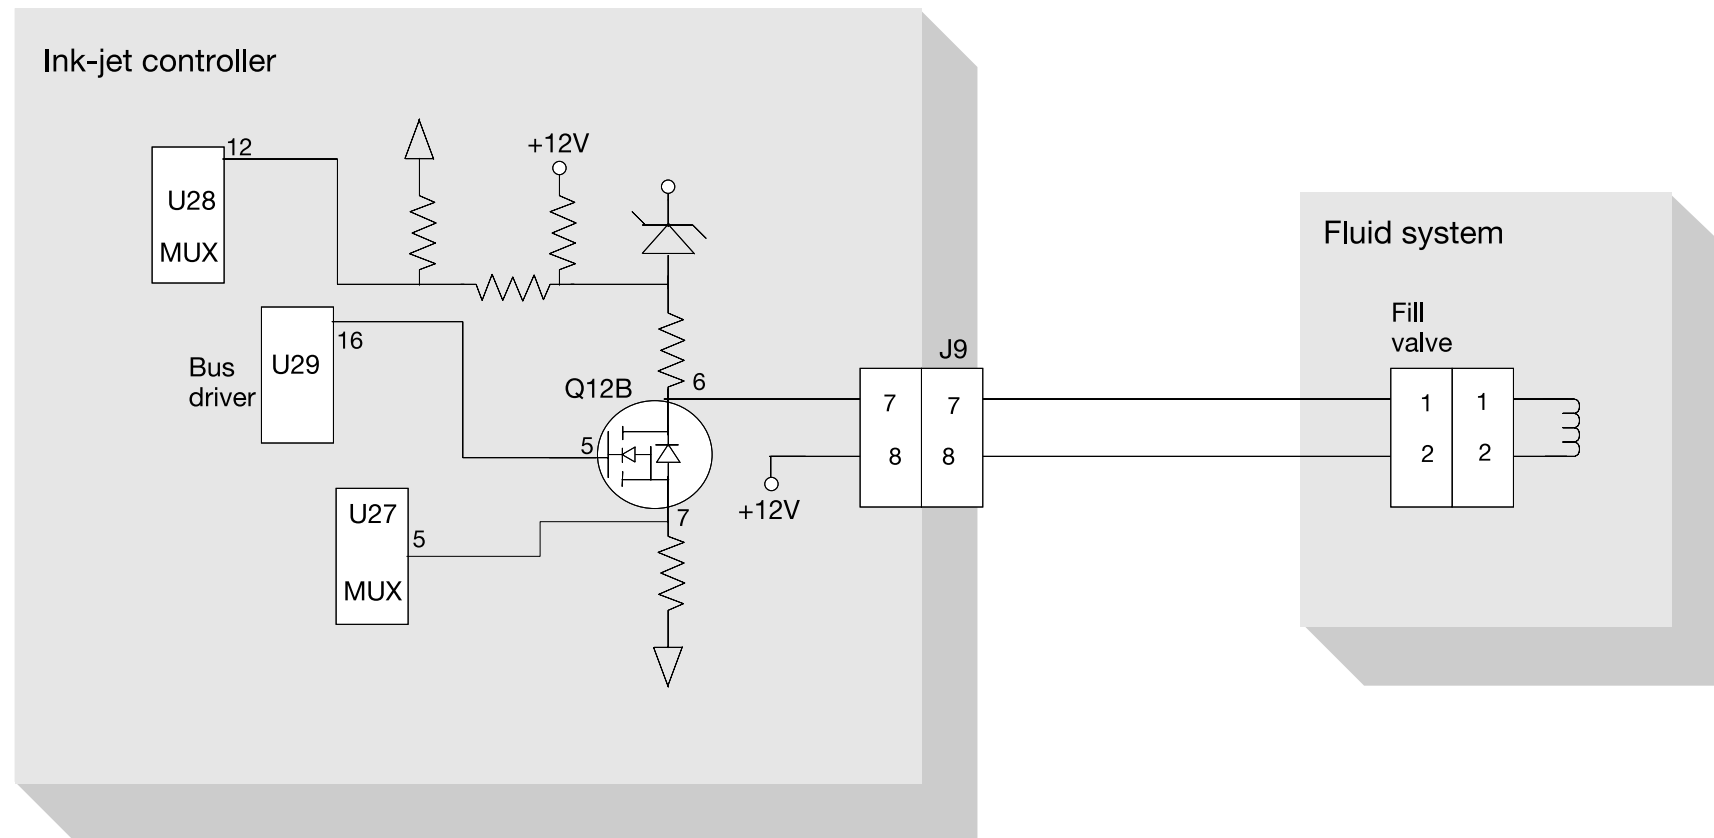 Ink-jet controller
12
+12V
U28
MUX
Fluid system
Fill
valve
16
U29
Bus
driver
J9
Q12B
6
7 7
1 1
5
8 8
2 2
+12V
U27
7
5
MUX